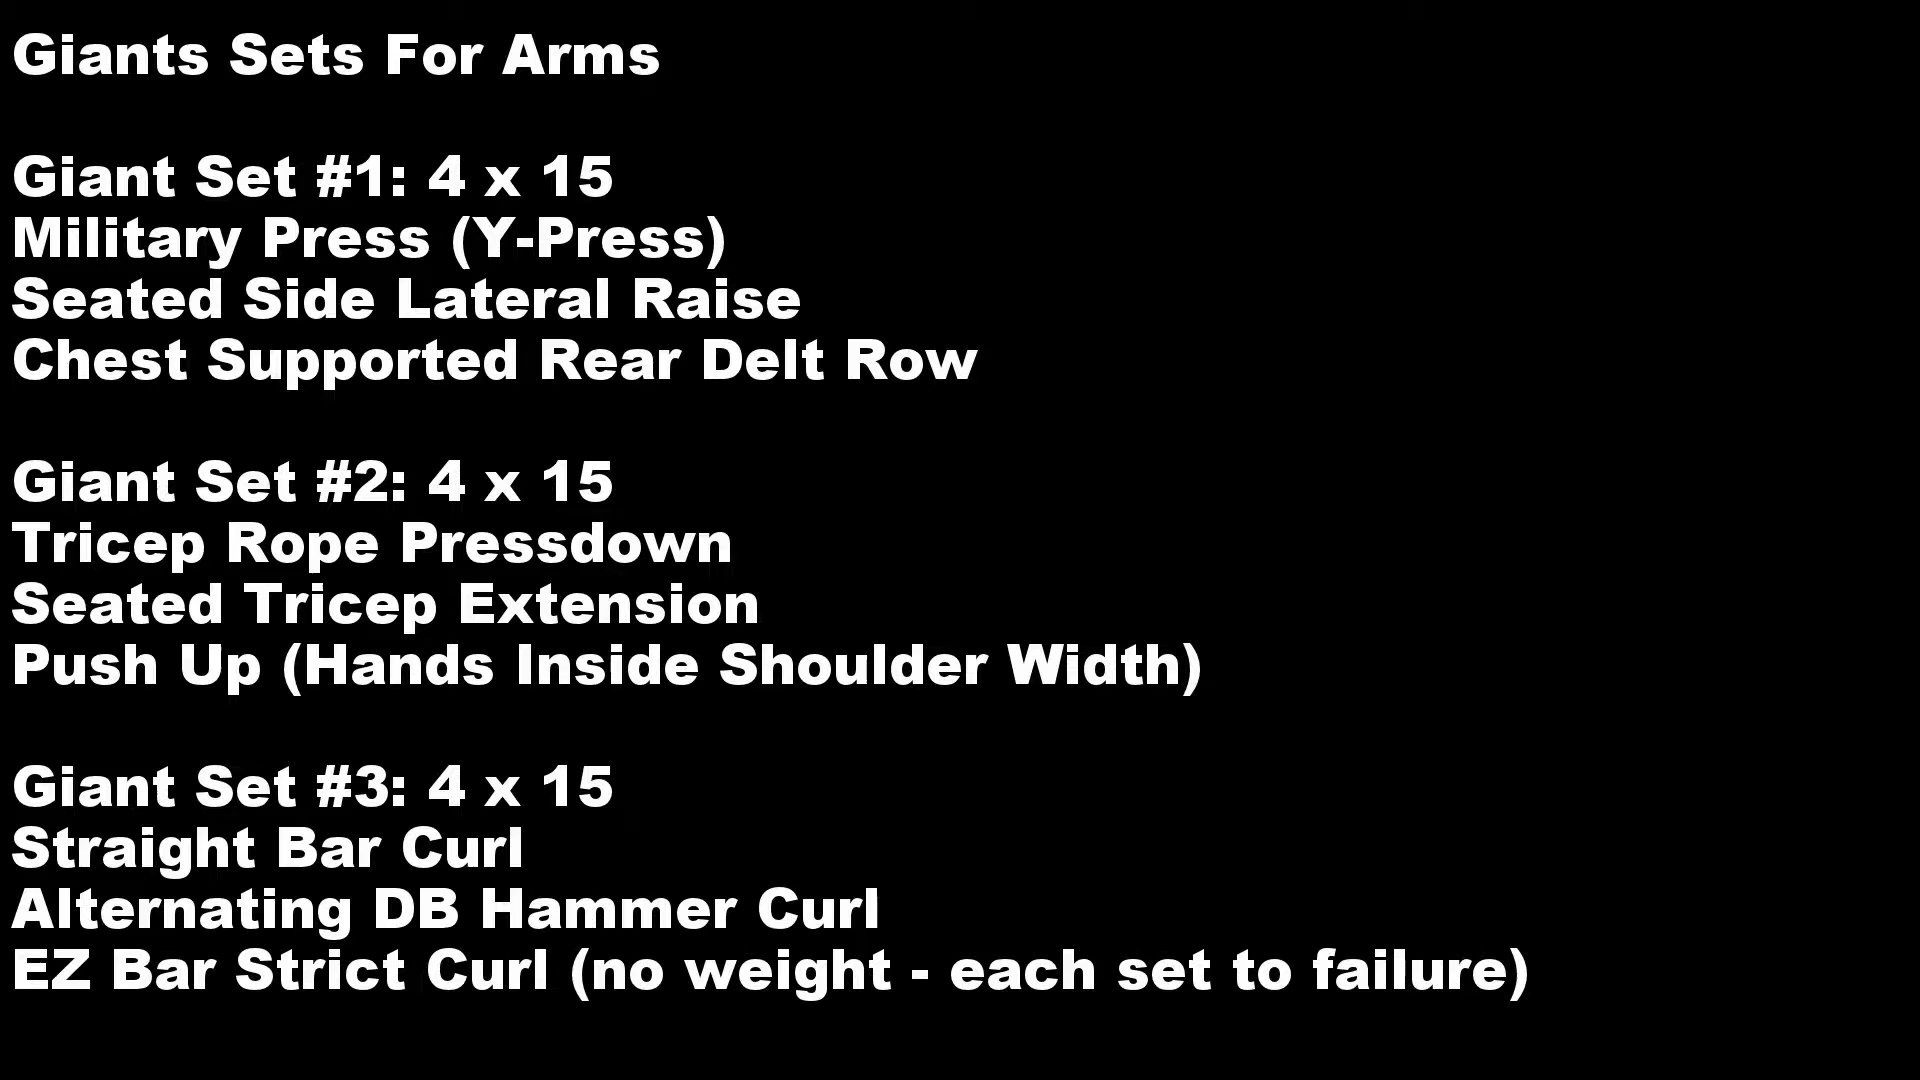 Giants Sets For Arms
Giant Set #1: 4 x 15
Military Press (Y-Press)
Seated Side Lateral Raise
Chest Supported Rear Delt Row
Giant Set #2: 4 x 15
Tricep Rope Pressdown
Seated Tricep Extension
Push Up (Hands Inside Shoulder Width)
Giant Set #3: 4 x 15
Straight Bar Curl
Alternating DB Hammer Curl
EZ Bar Strict Curl (no weight - each set to failure)